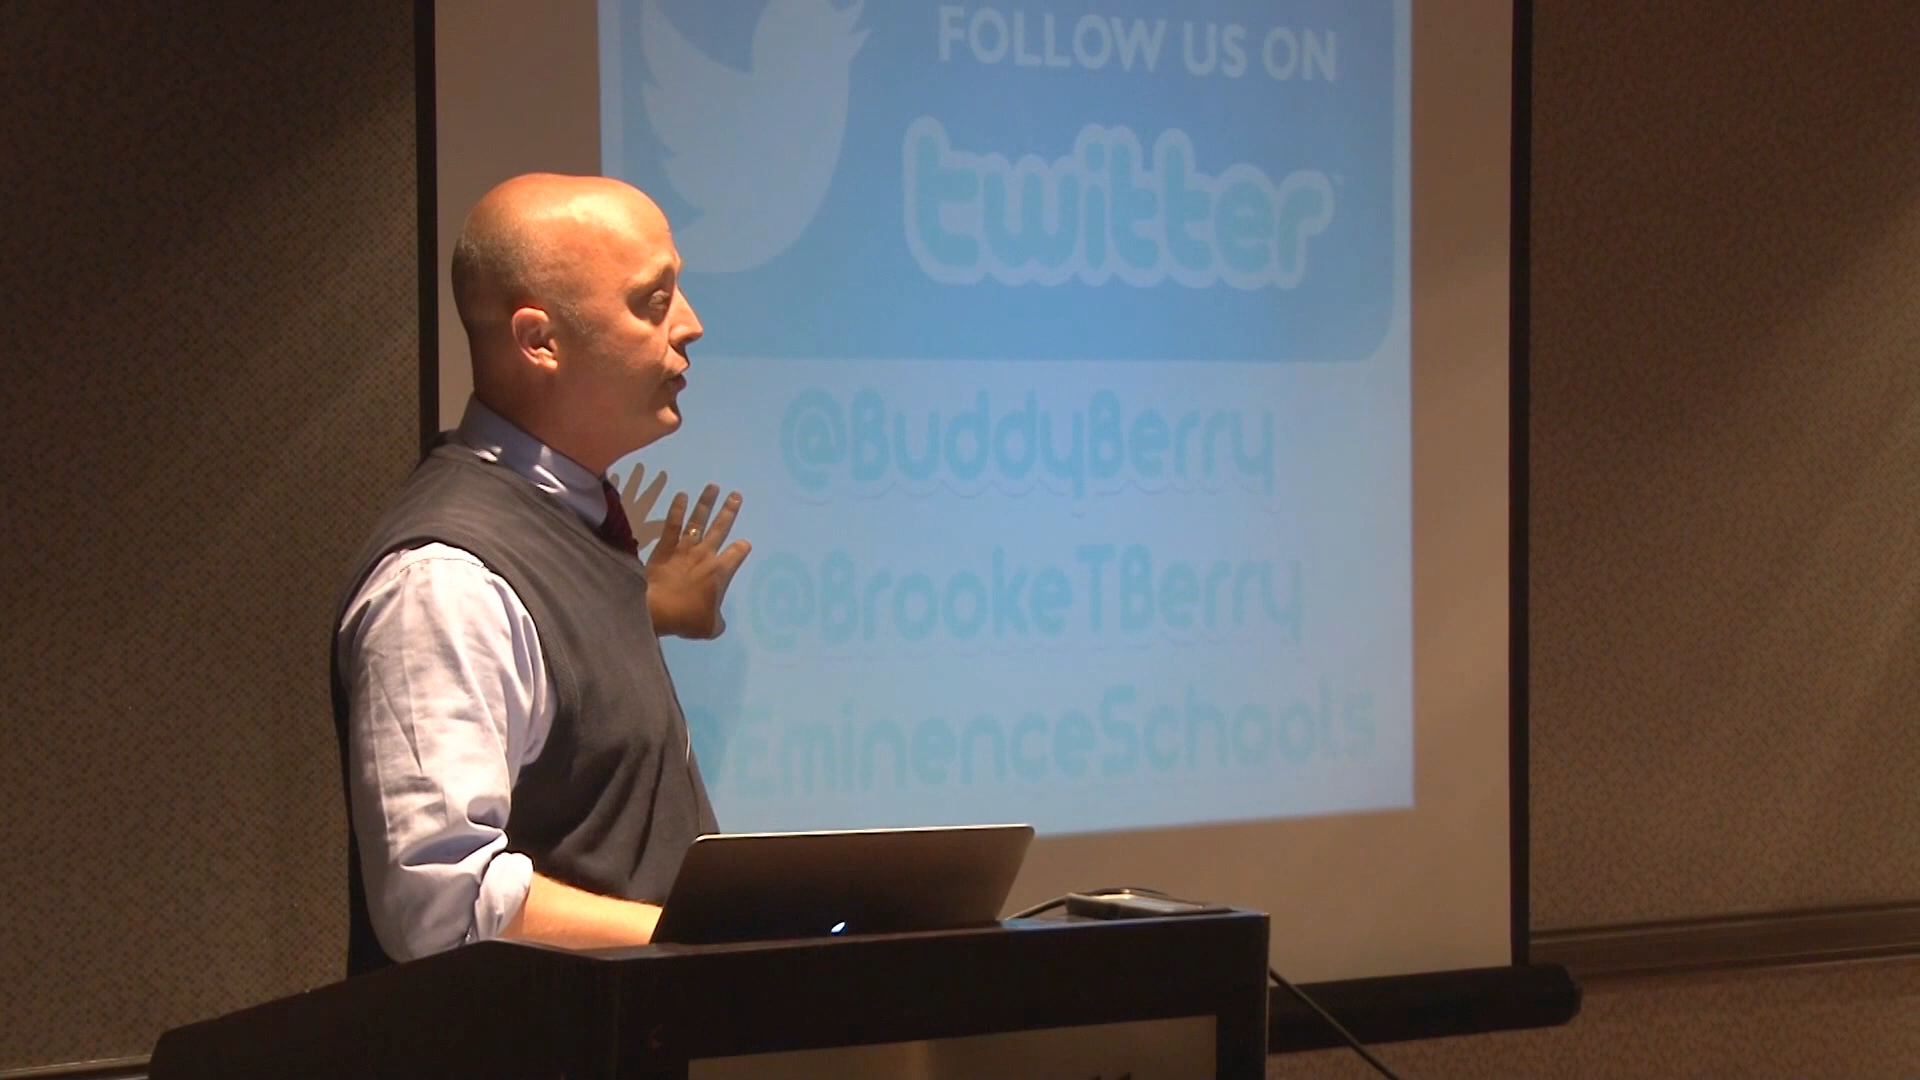 FOLLOW US ON
twitter
@BuddyBerry
@BrookeTBerry
@EminenceSchools